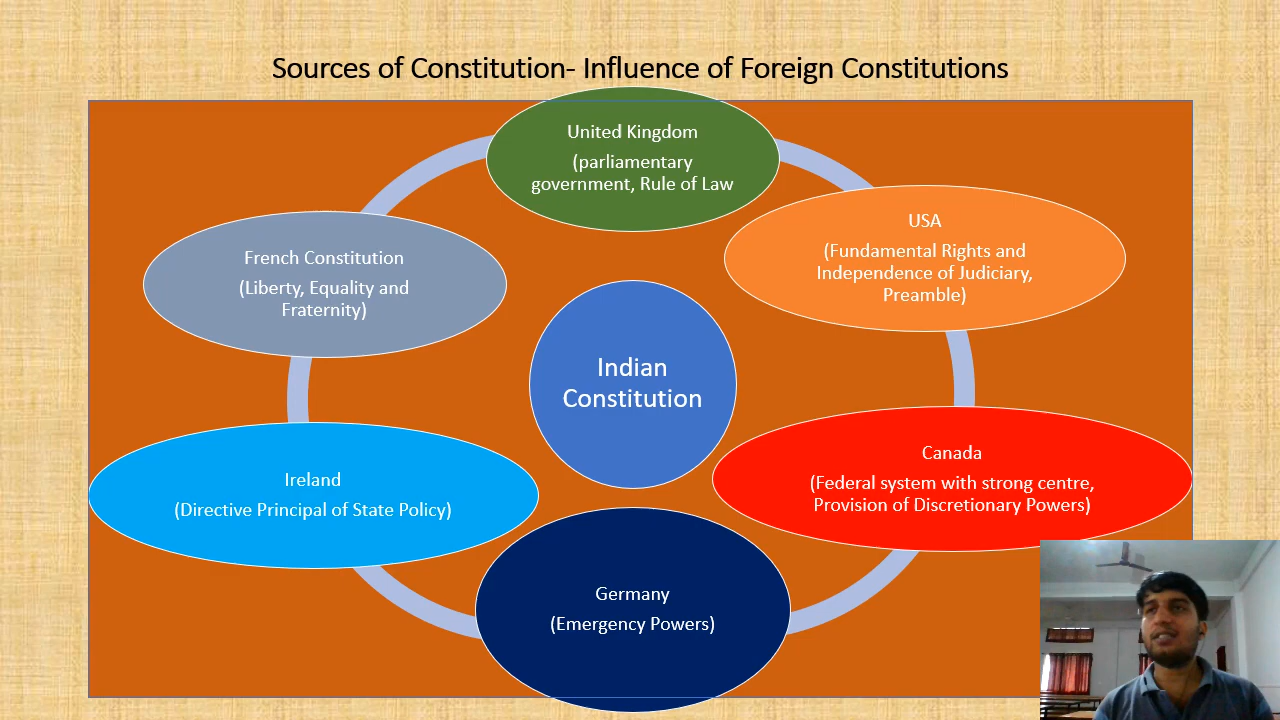 Sources of Constitution- Influence of Foreign Constitutions
United Kingdom
(parliamentary
government, Rule of Law
USA
(Fundamental Rights and
Independence of Judiciary,
Preamble)
French Constitution
(Liberty, Equality and
Fraternity)
Indian
Constitution
Canada
(Federal system with strong centre,
Provision of Discretionary Powers)
Ireland
(Directive Principal of State Policy)
Germany
(Emergency Powers)